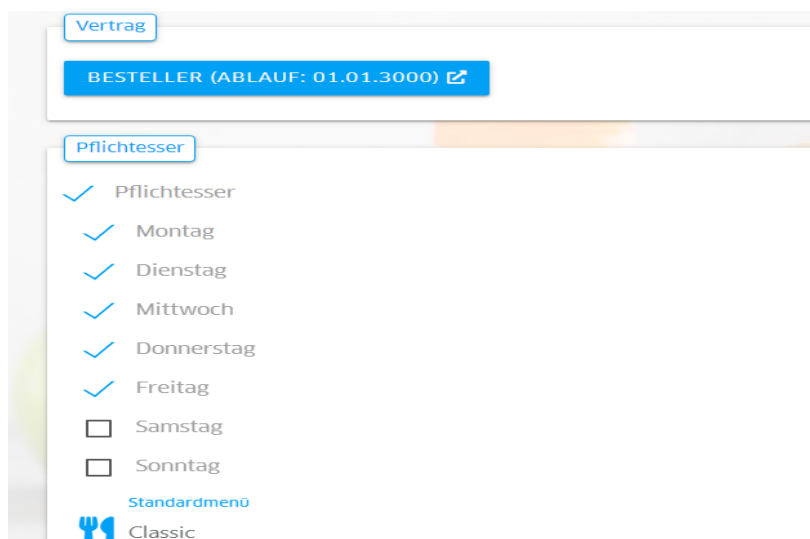 Vertrag
BESTELLER (ABLAUF: 01.01.3000)
Pflichtesser
Pflichtesser
Montag
Dienstag
Mittwoch
Donnerstag
Freitag
Samstag
Sonntag
Standardmenü
Classic